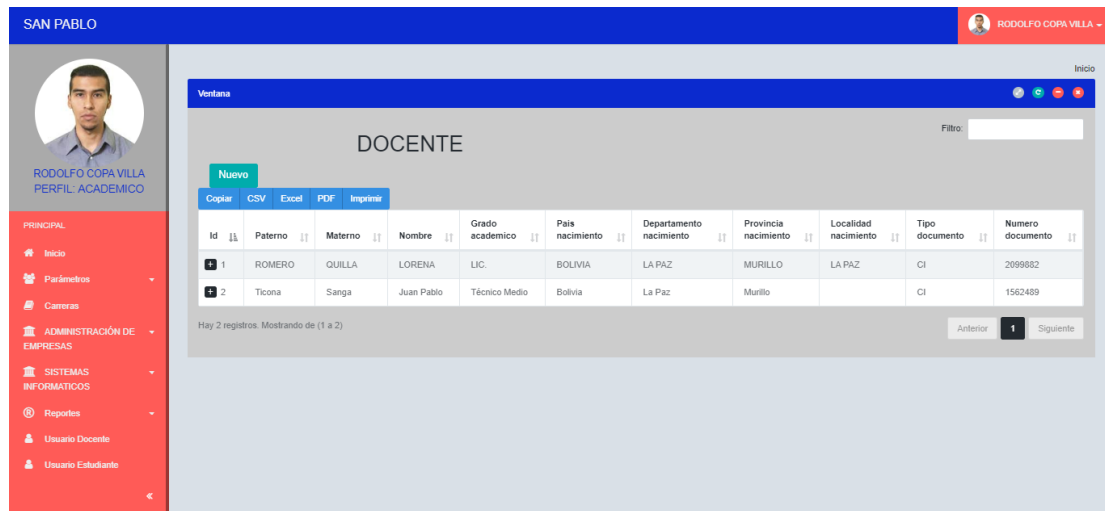 SAN PABLO
RODOLFO COPA VILLA
RODOLFO COPA VILLA
PERFIL: ACADEMICO
PRINCIPAL
Inicio
Parámetros
Carreras
ADMINISTRACIÓN DE
EMPRESAS
SISTEMAS
INFORMATICOS
Reportes
Usuario Docente
Usuario Estudiante
Inicio
Ventana
Filtro:
DOCENTE
Nuevo
Copiar CSV Excel PDF Imprimir
Id Paterno Materno Nombre Grado academico Pais nacimiento Departamento nacimiento Provincia nacimiento Localidad nacimiento Tipo documento Numero documento
1 ROMERO QUILLA LORENA LIC. BOLIVIA LA PAZ MURILLO LA PAZ CI 2099882
2 Ticona Sanga Juan Pablo Técnico Medio Bolivia La Paz Murillo CI 1562489
Hay 2 registros. Mostrando de (1 a 2)
Anterior 1 Siguiente